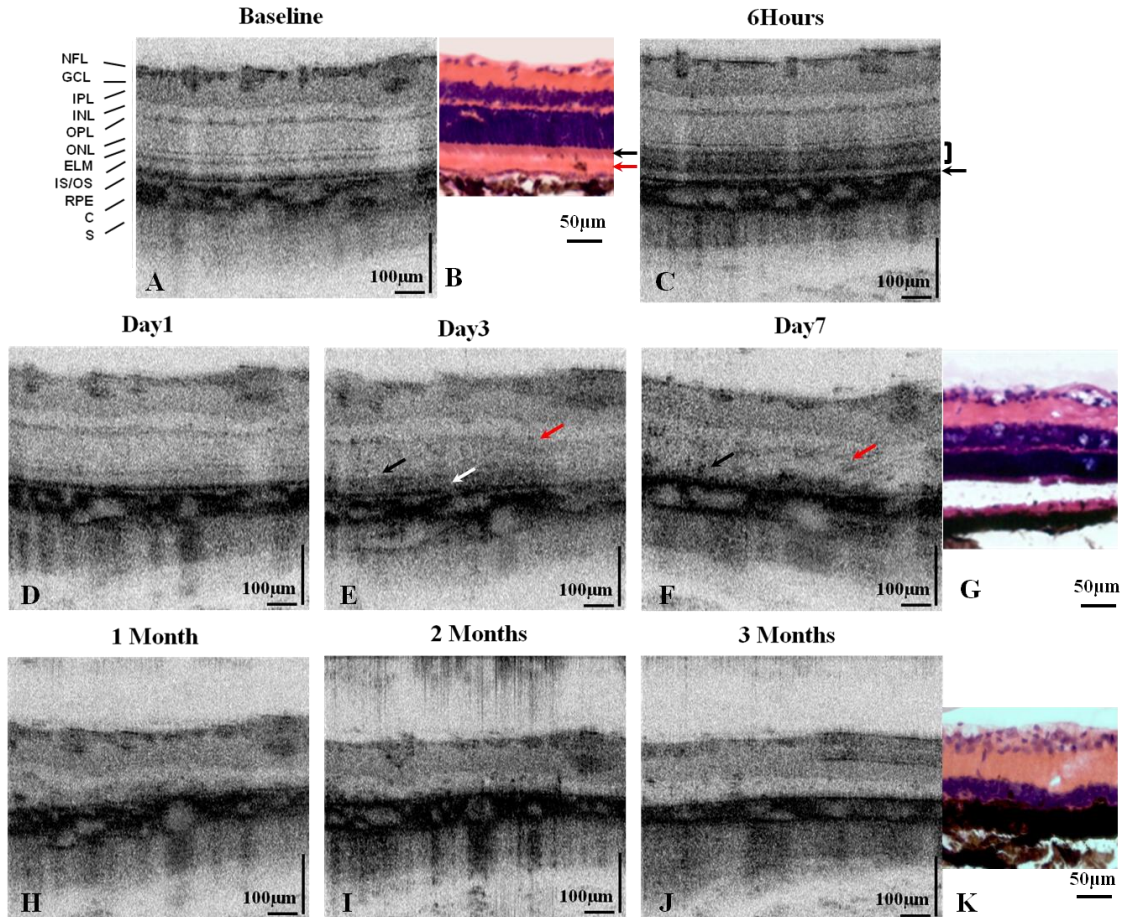 Baseline
6Hours
NFL
GCL
IPL
INL
OPL
ONL
ELM
IS/OS
RPE
C
S
100μm
A
50μm
B
100μm
C
Day1
Day3
Day7
100μm
D
100μm
E
100μm
F
G
50μm
1 Month
2 Months
3 Months
100μm
H
100μm
I
100μm
J
50μm
K